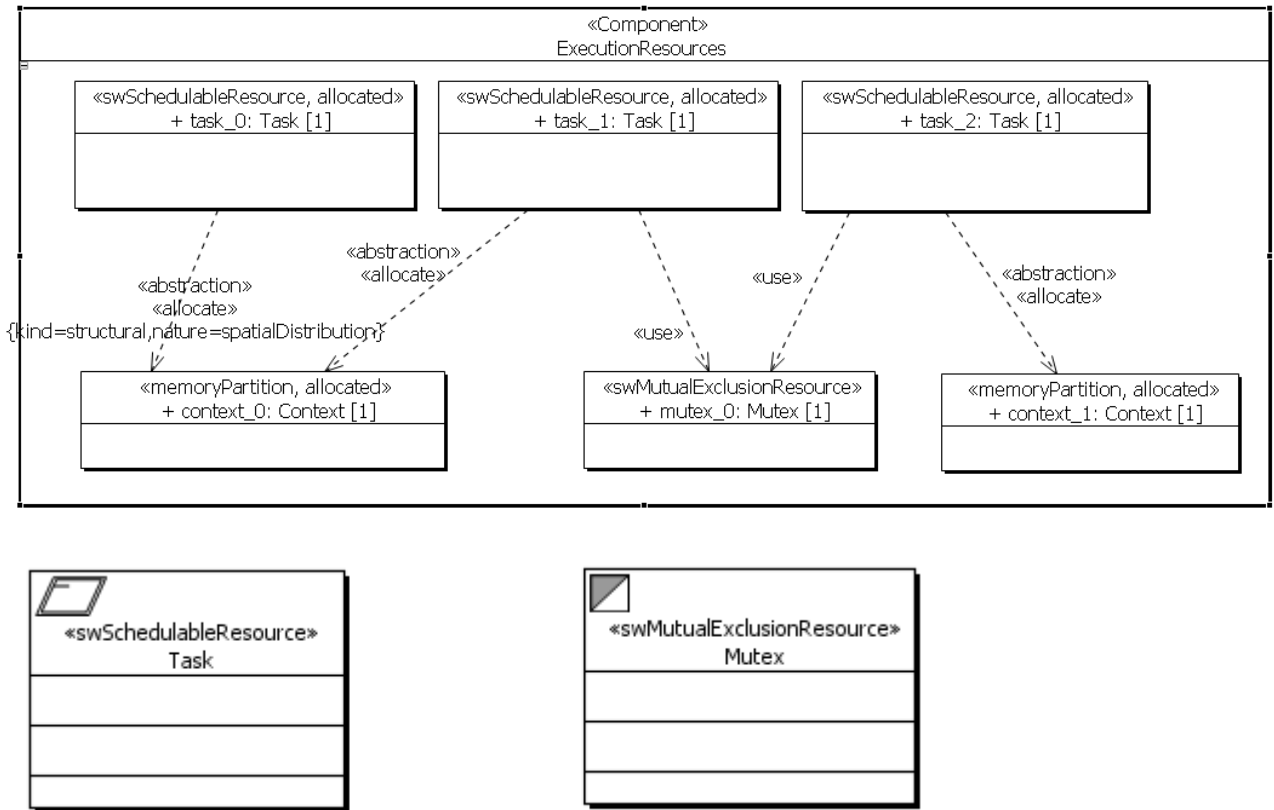 «Component»
ExecutionResources
«swSchedulableResource, allocated»
+ task_0: Task [1]
«swSchedulableResource, allocated»
+ task_1: Task [1]
«swSchedulableResource, allocated»
+ task_2: Task [1]
«abstraction»
«allocate»
{kind=structural,nature=spatialDistribution}
«abstraction»
«allocate»
«use»
«use»
«abstraction»
«allocate»
«memoryPartition, allocated»
+ context_0: Context [1]
«swMutualExclusionResource»
+ mutex_0: Mutex [1]
«memoryPartition, allocated»
+ context_1: Context [1]
«swSchedulableResource»
Task
«swMutualExclusionResource»
Mutex